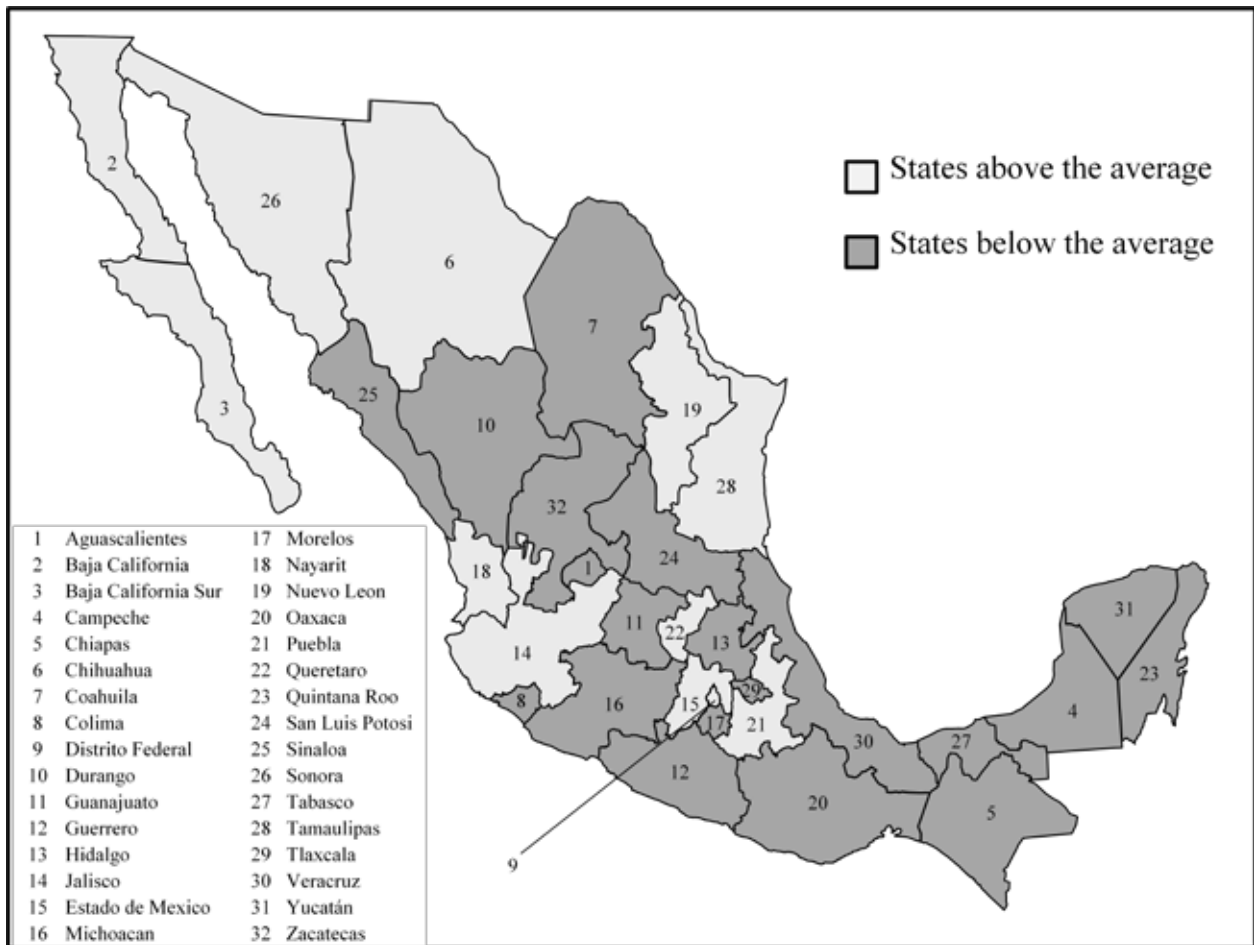 States above the average
States below the average
2
26
6
7
3
25
10
19
28
32
18
1
24
31
11
22
13
23
14
8
16
15
29
21
4
17
30
27
12
20
5
9
1 Aguascalientes 17 Morelos
2 Baja California 18 Nayarit
3 Baja California Sur 19 Nuevo Leon
4 Campeche 20 Oaxaca
5 Chiapas 21 Puebla
6 Chihuahua 22 Queretaro
7 Coahuila 23 Quintana Roo
8 Colima 24 San Luis Potosi
9 Distrito Federal 25 Sinaloa
10 Durango 26 Sonora
11 Guanajuato 27 Tabasco
12 Guerrero 28 Tamaulipas
13 Hidalgo 29 Tlaxcala
14 Jalisco 30 Veracruz
15 Estado de Mexico 31 Yucatán
16 Michoacan 32 Zacatecas